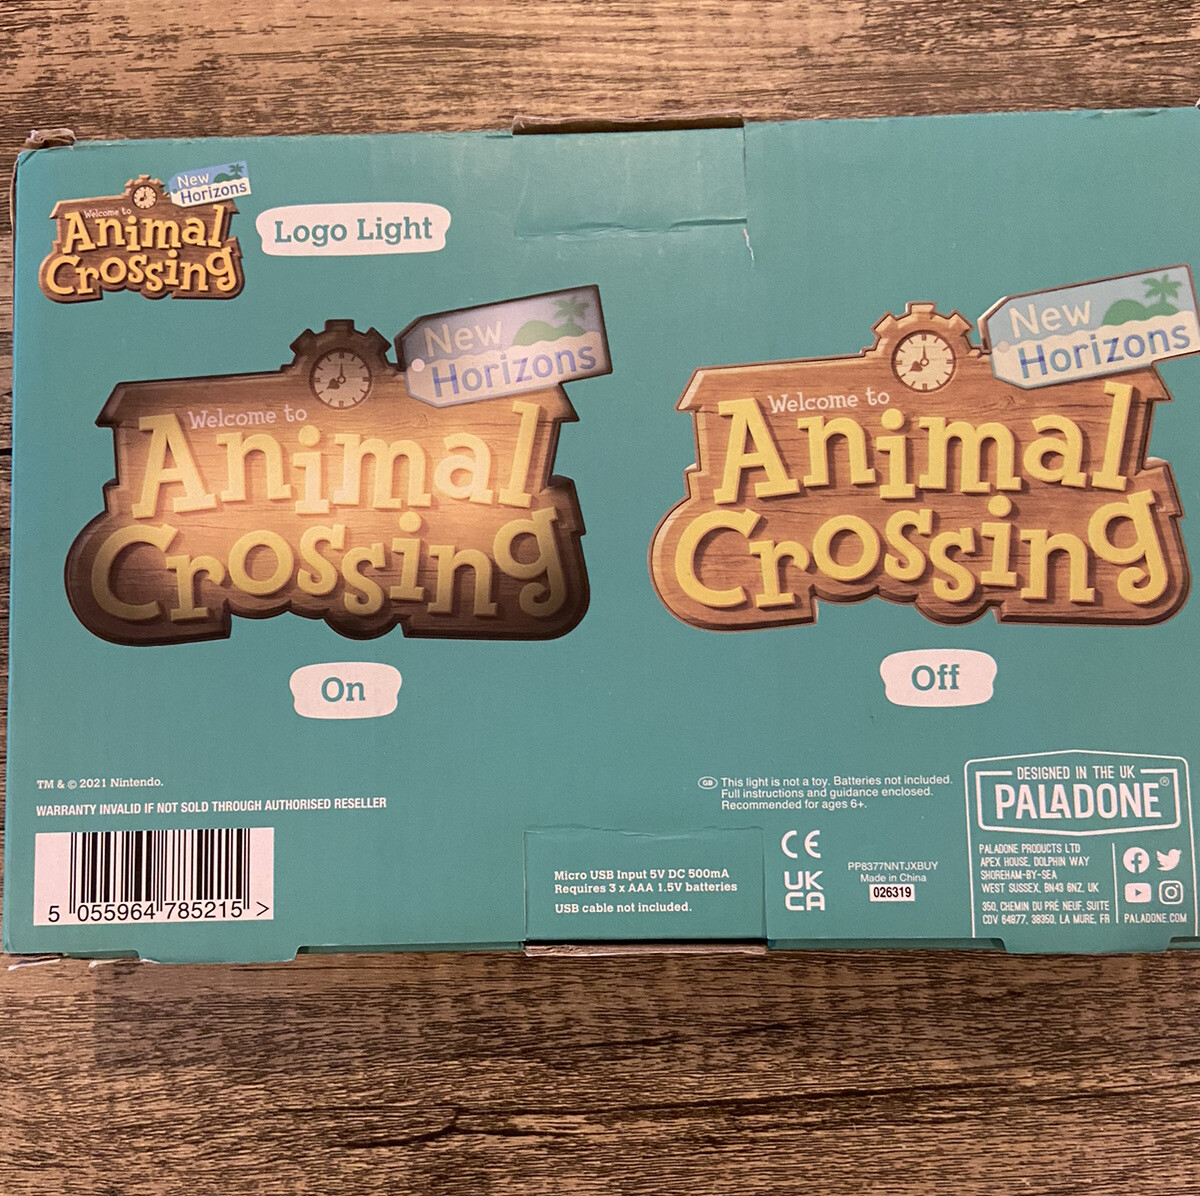 New
Horizons
Welcome to
Animal
Crossing
Logo Light
New
Horizons
Welcome to
Animal
Crossing
On
New
Horizons
Welcome to
Animal
Crossing
Off
TM & © 2021 Nintendo.
WARRANTY INVALID IF NOT SOLD THROUGH AUTHORISED RESELLER
5 055964 785215 >
Micro USB Input 5V DC 500mA
Requires 3 x AAA 1.5V batteries
USB cable not included.
GB This light is not a toy. Batteries not included.
Full instructions and guidance enclosed.
Recommended for ages 6+.
CE
UK
CA
PP8377NNTJXBUY
Made in China
026319
DESIGNED IN THE UK
PALADONE®
PALADONE PRODUCTS LTD
APEX HOUSE, DOLPHIN WAY
SHOREHAM-BY-SEA
WEST SUSSEX, BN43 6NZ, UK
350, CHEMIN DU PRÉ NEUF, SUITE
CDV 64877, 38350, LA MURE, FR
PALADONE.COM